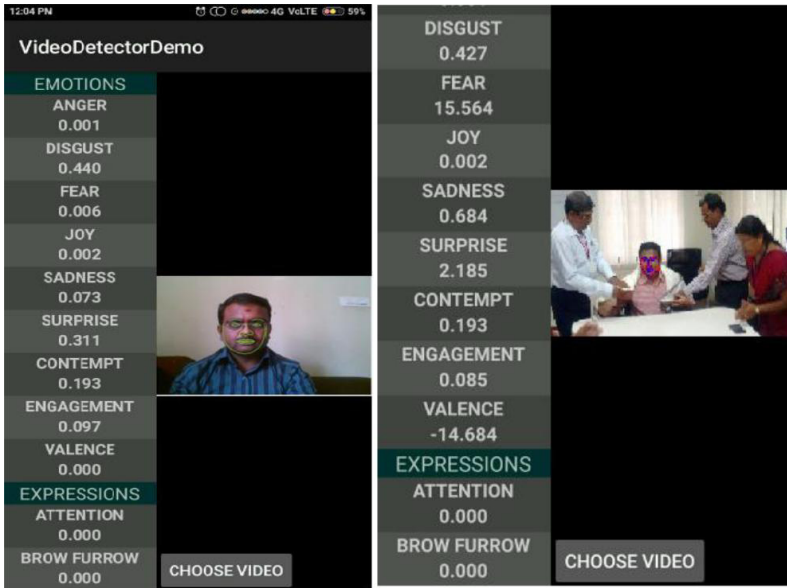 12:04 PN
4G VoLTE 59%
VideoDetectorDemo
EMOTIONS
ANGER
0.001
DISGUST
0.440
FEAR
0.006
JOY
0.002
SADNESS
0.073
SURPRISE
0.311
CONTEMPT
0.193
ENGAGEMENT
0.097
VALENCE
0.000
EXPRESSIONS
ATTENTION
0.000
BROW FURROW
0.000
CHOOSE VIDEO
DISGUST
0.427
FEAR
15.564
JOY
0.002
SADNESS
0.684
SURPRISE
2.185
CONTEMPT
0.193
ENGAGEMENT
0.085
VALENCE
-14.684
EXPRESSIONS
ATTENTION
0.000
BROW FURROW
0.000
CHOOSE VIDEO